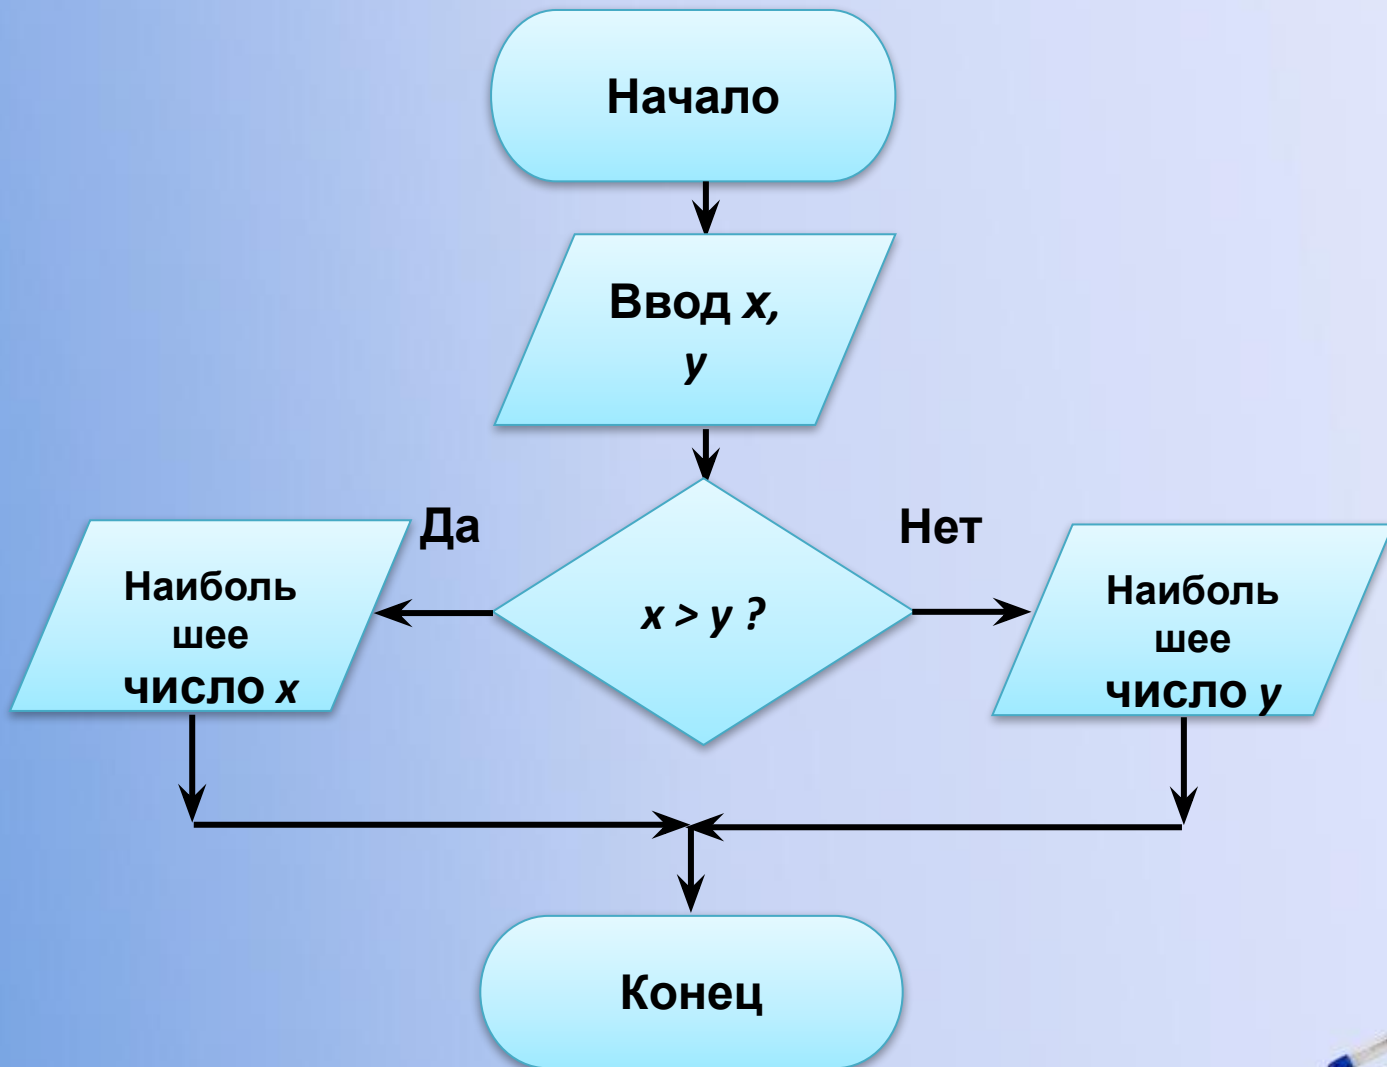 Начало
Ввод x,
y
Да
Нет
Наиболь
шее
число x
x > y ?
Наиболь
шее
число y
Конец